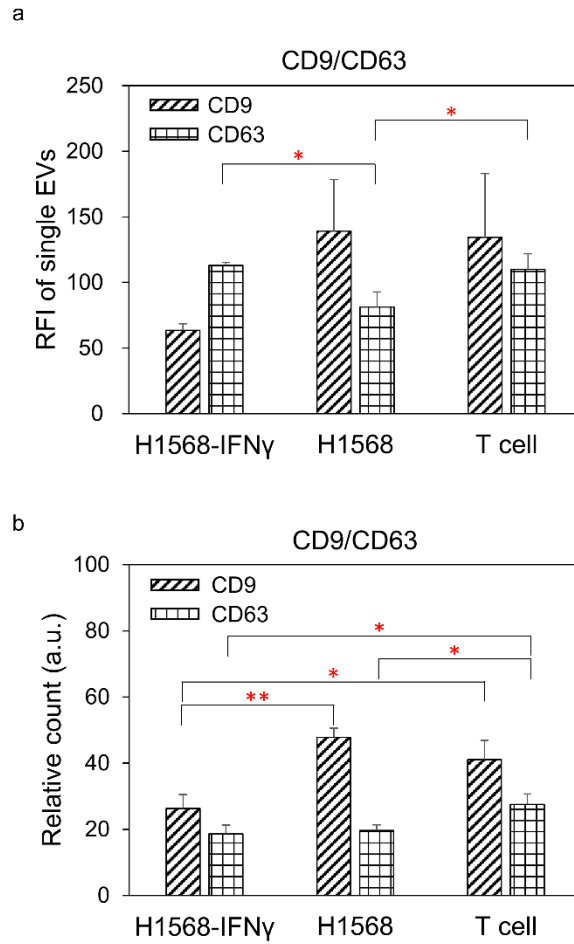 a
CD9/CD63
250
200
150
100
50
0
RFI of single EVs
CD9
CD63
*
*
H1568-IFNγ H1568 T cell
b
CD9/CD63
100
80
60
40
20
0
Relative count (a.u.)
CD9
CD63
*
*
*
**
H1568-IFNγ H1568 T cell